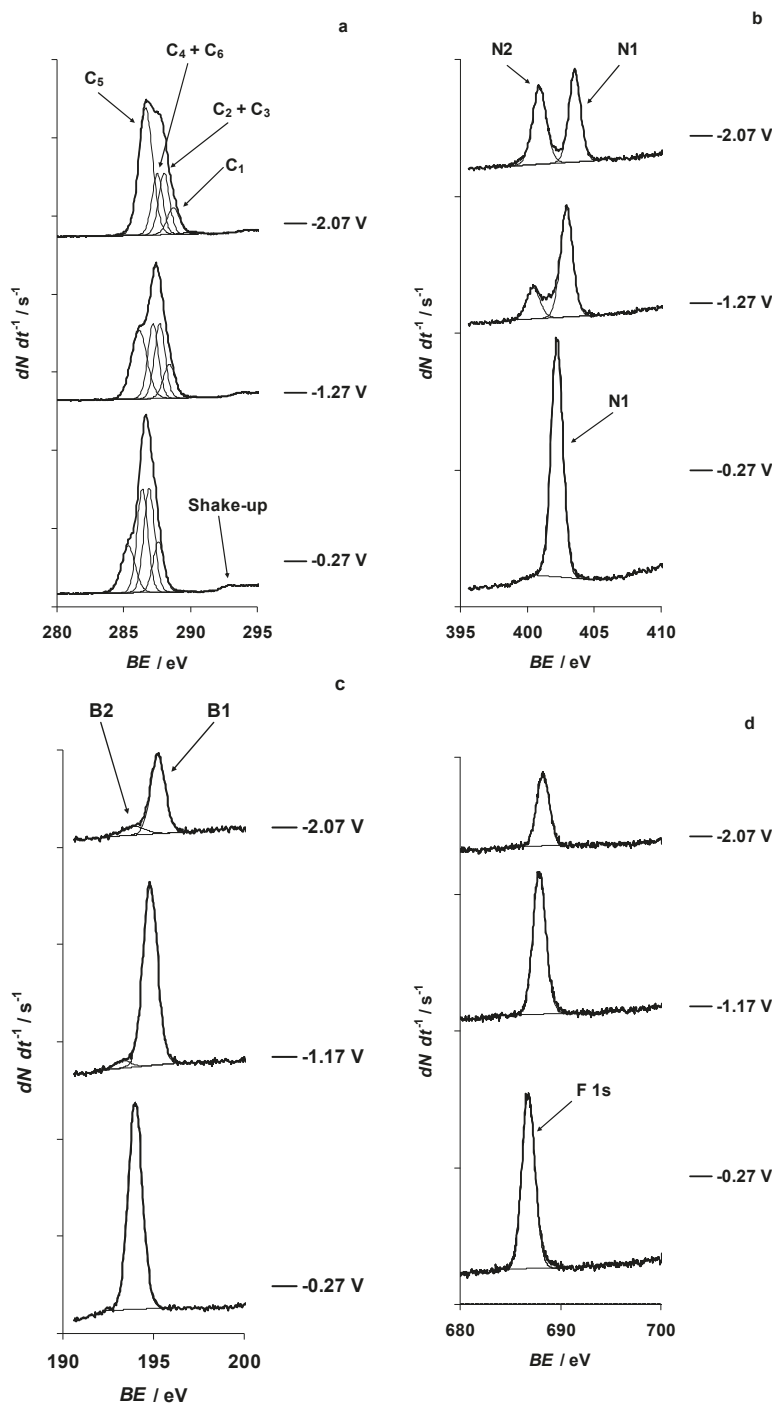 a
C4 + C6
C5
C2 + C3
C1
-2.07 V
-1.27 V
Shake-up
-0.27 V
dN dt-1 / s-1
280 285 290 295
BE / eV
b
N2 N1
-2.07 V
-1.27 V
N1
-0.27 V
dN dt-1 / s-1
395 400 405 410
BE / eV
c
B2 B1
-2.07 V
-1.17 V
-0.27 V
dN dt-1 / s-1
190 195 200
BE / eV
d
-2.07 V
-1.17 V
F 1s
-0.27 V
dN dt-1 / s-1
680 690 700
BE / eV